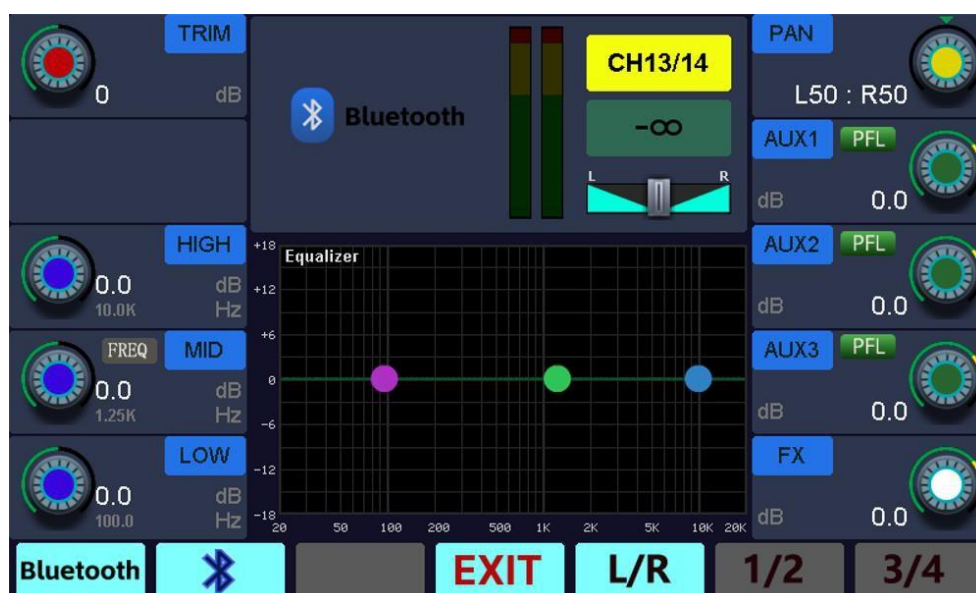 TRIM
0 dB
HIGH
0.0 dB
10.0K Hz
FREQ MID
0.0 dB
1.25K Hz
LOW
0.0 dB
100.0 Hz
Bluetooth
CH13/14
-∞
L R
Equalizer
+18
+12
+6
0
-6
-12
-18
20 50 100 200 500 1K 2K 5K 10K 20K
PAN
L50 : R50
AUX1 PFL
dB 0.0
AUX2 PFL
dB 0.0
AUX3 PFL
dB 0.0
FX
dB 0.0
Bluetooth EXIT L/R 1/2 3/4